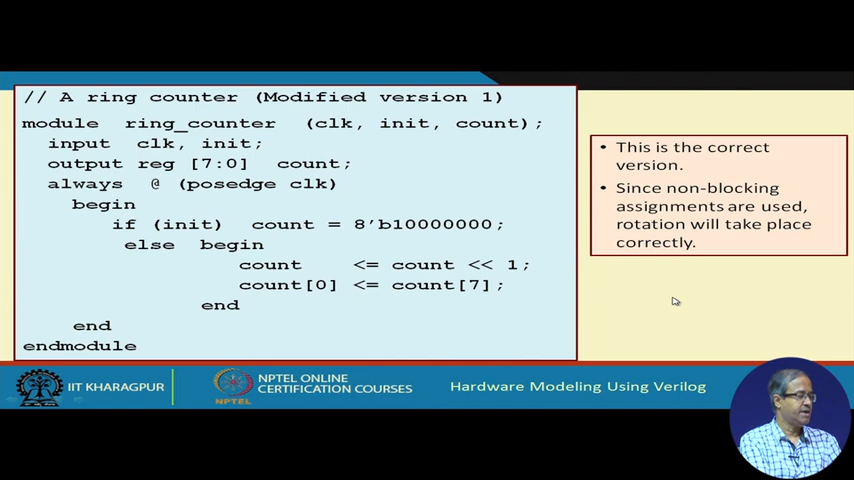 // A ring counter (Modified version 1)
module ring_counter (clk, init, count);
input clk, init;
output reg [7:0] count;
always @ (posedge clk)
begin
if (init) count = 8’b10000000;
else begin
count <= count << 1;
count[0] <= count[7];
end
end
endmodule
• This is the correct
version.
• Since non-blocking
assignments are used,
rotation will take place
correctly.
IIT KHARAGPUR
NPTEL
NPTEL ONLINE
CERTIFICATION COURSES
Hardware Modeling Using Verilog